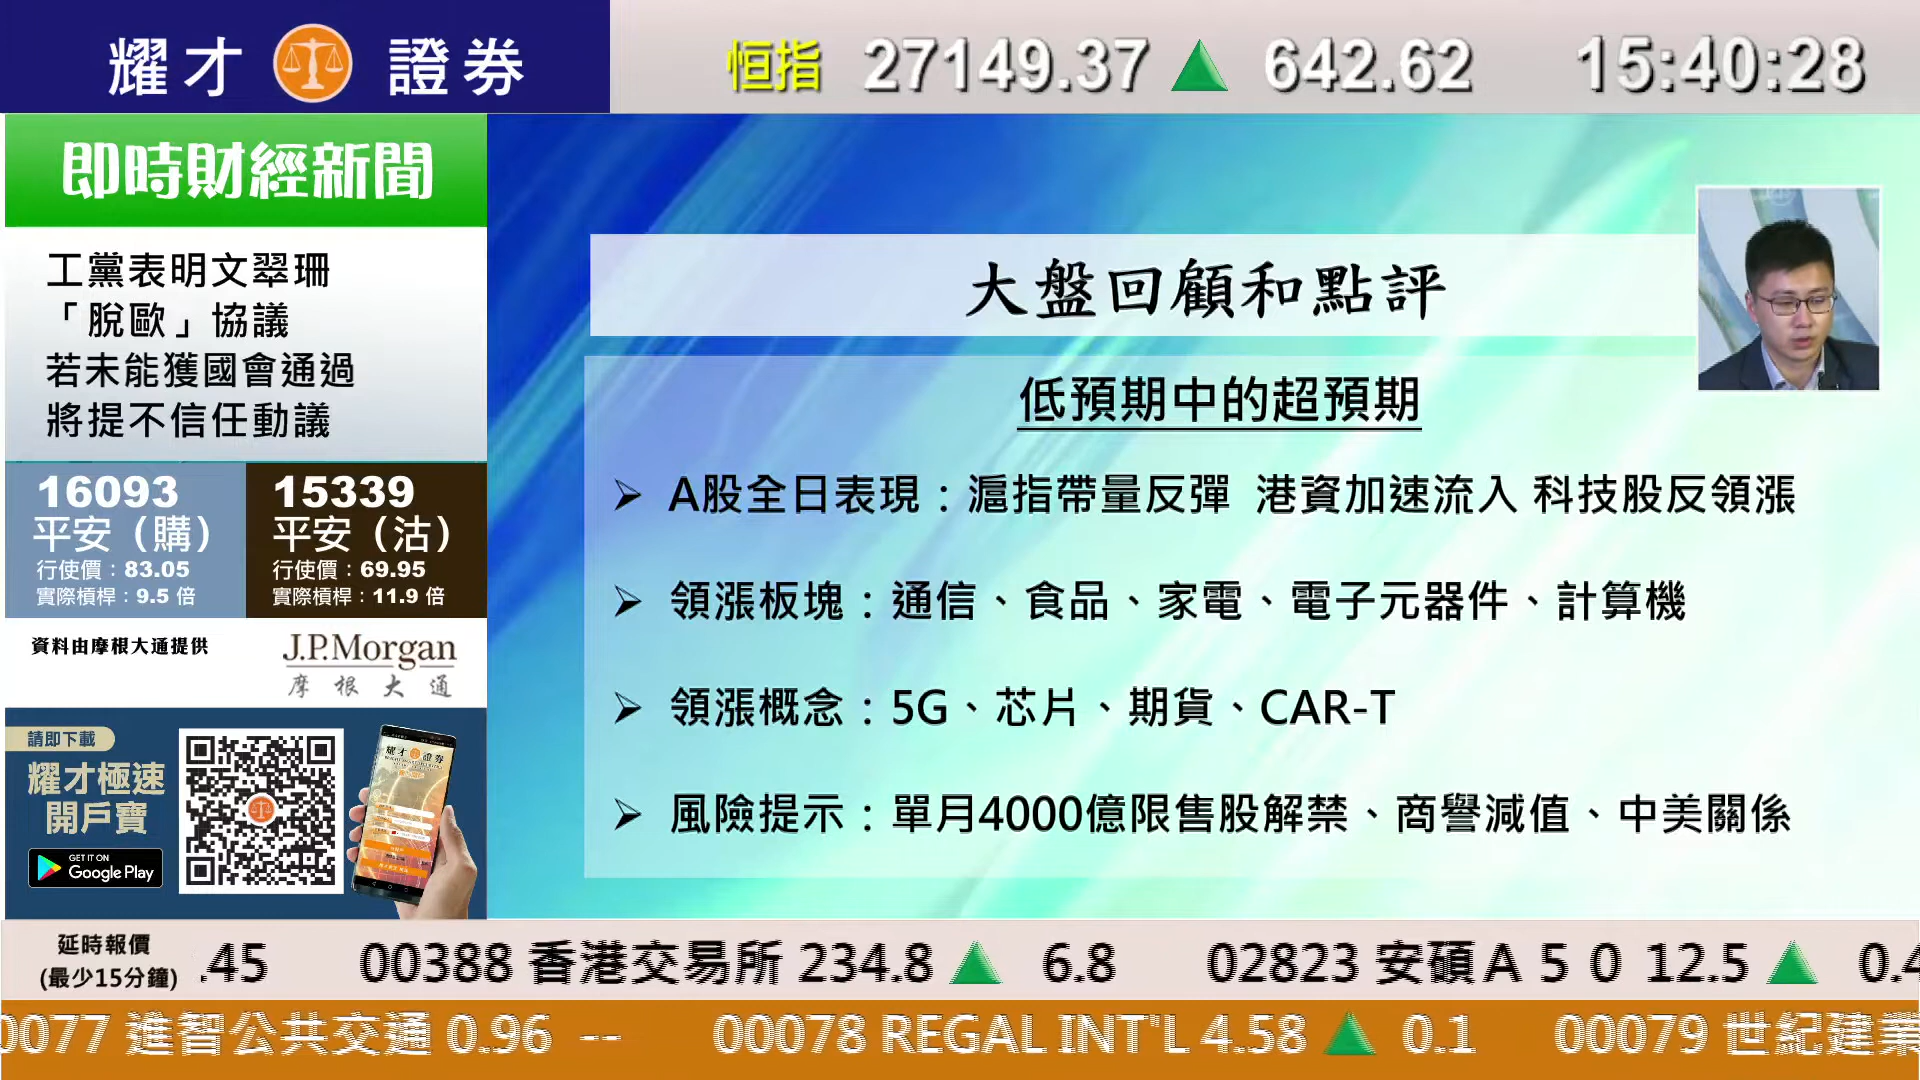 耀才證券
恒指 27149.37 ▲ 642.62 15:40:28
即時財經新聞
工黨表明文翠珊
「脫歐」協議
若未能獲國會通過
將提不信任動議
16093
平安（購）
行使價：83.05
實際槓桿：9.5 倍
15339
平安（沽）
行使價：69.95
實際槓桿：11.9 倍
資料由摩根大通提供
J.P.Morgan
摩根大通
請即下載
耀才極速
開戶寶
GET IT ON
Google Play
耀才證券
大盤回顧和點評
低預期中的超預期
➢ A股全日表現：滬指帶量反彈 港資加速流入 科技股反領漲
➢ 領漲板塊：通信、食品、家電、電子元器件、計算機
➢ 領漲概念：5G、芯片、期貨、CAR-T
➢ 風險提示：單月4000億限售股解禁、商譽減值、中美關係
延時報價
(最少15分鐘)
.45 00388 香港交易所 234.8 ▲ 6.8 02823 安碩A50 12.5 ▲ 0.4
0077 進智公共交通 0.96 -- 00078 REGAL INT'L 4.58 ▲ 0.1 00079 世紀建業